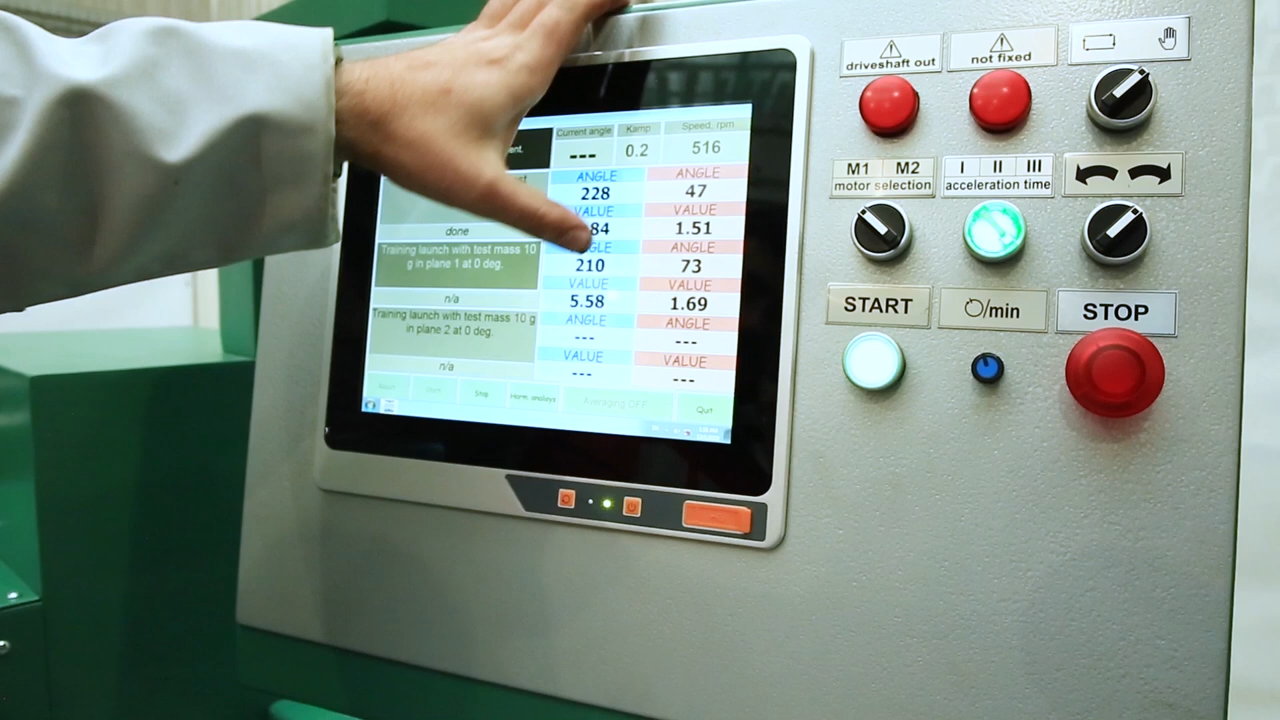 driveshaft out
not fixed
Current angle Kamp Speed, rpm
--- 0.2 516
ANGLE ANGLE
228 47
VALUE VALUE
84 1.51
ANGLE
210 73
VALUE VALUE
5.58 1.69
ANGLE ANGLE
--- ---
VALUE VALUE
--- ---
done
Training launch with test mass 10
g in plane 1 at 0 deg.
n/a
Training launch with test mass 10 g
in plane 2 at 0 deg.
n/a
Stop Harm. analays Averaging OFF Quit
M1 M2
motor selection
I II III
acceleration time
START
/min
STOP